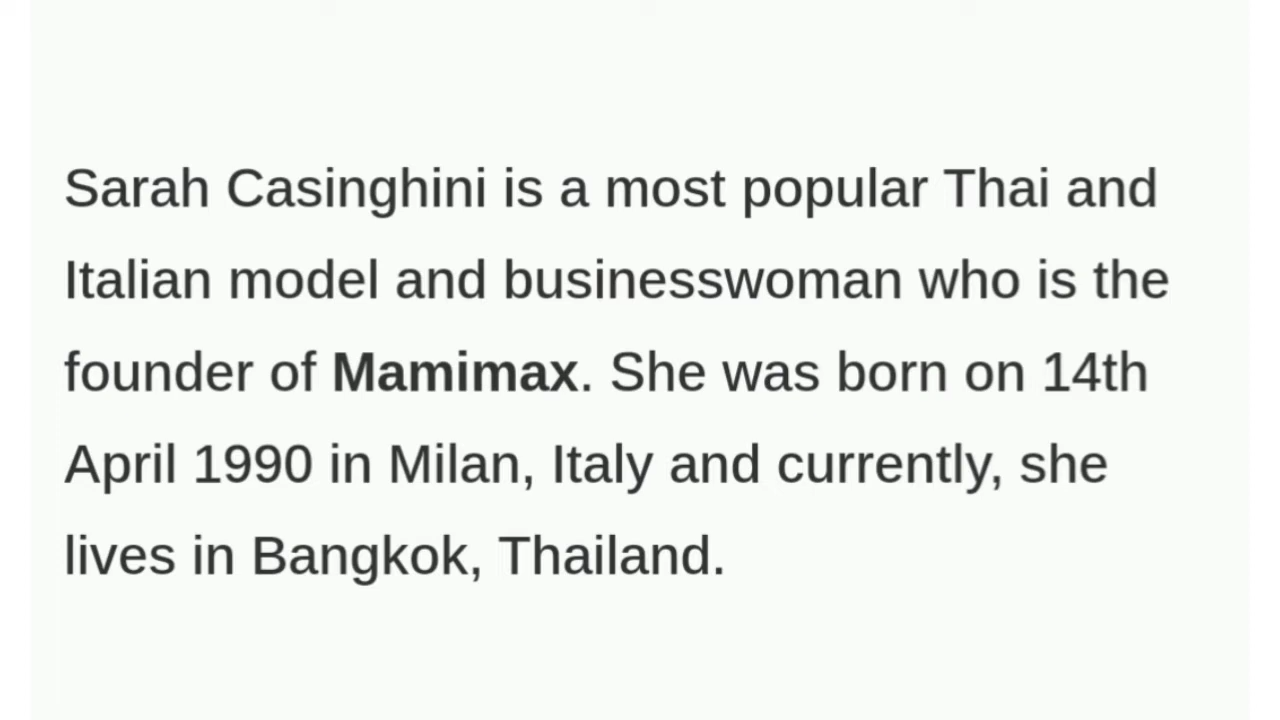 Sarah Casinghini is a most popular Thai and
Italian model and businesswoman who is the
founder of Mamimax. She was born on 14th
April 1990 in Milan, Italy and currently, she
lives in Bangkok, Thailand.